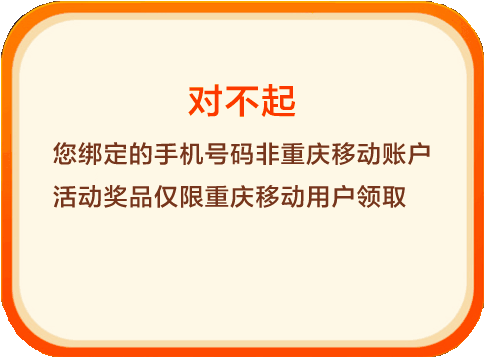 对不起
您绑定的手机号码非重庆移动账户
活动奖品仅限重庆移动用户领取